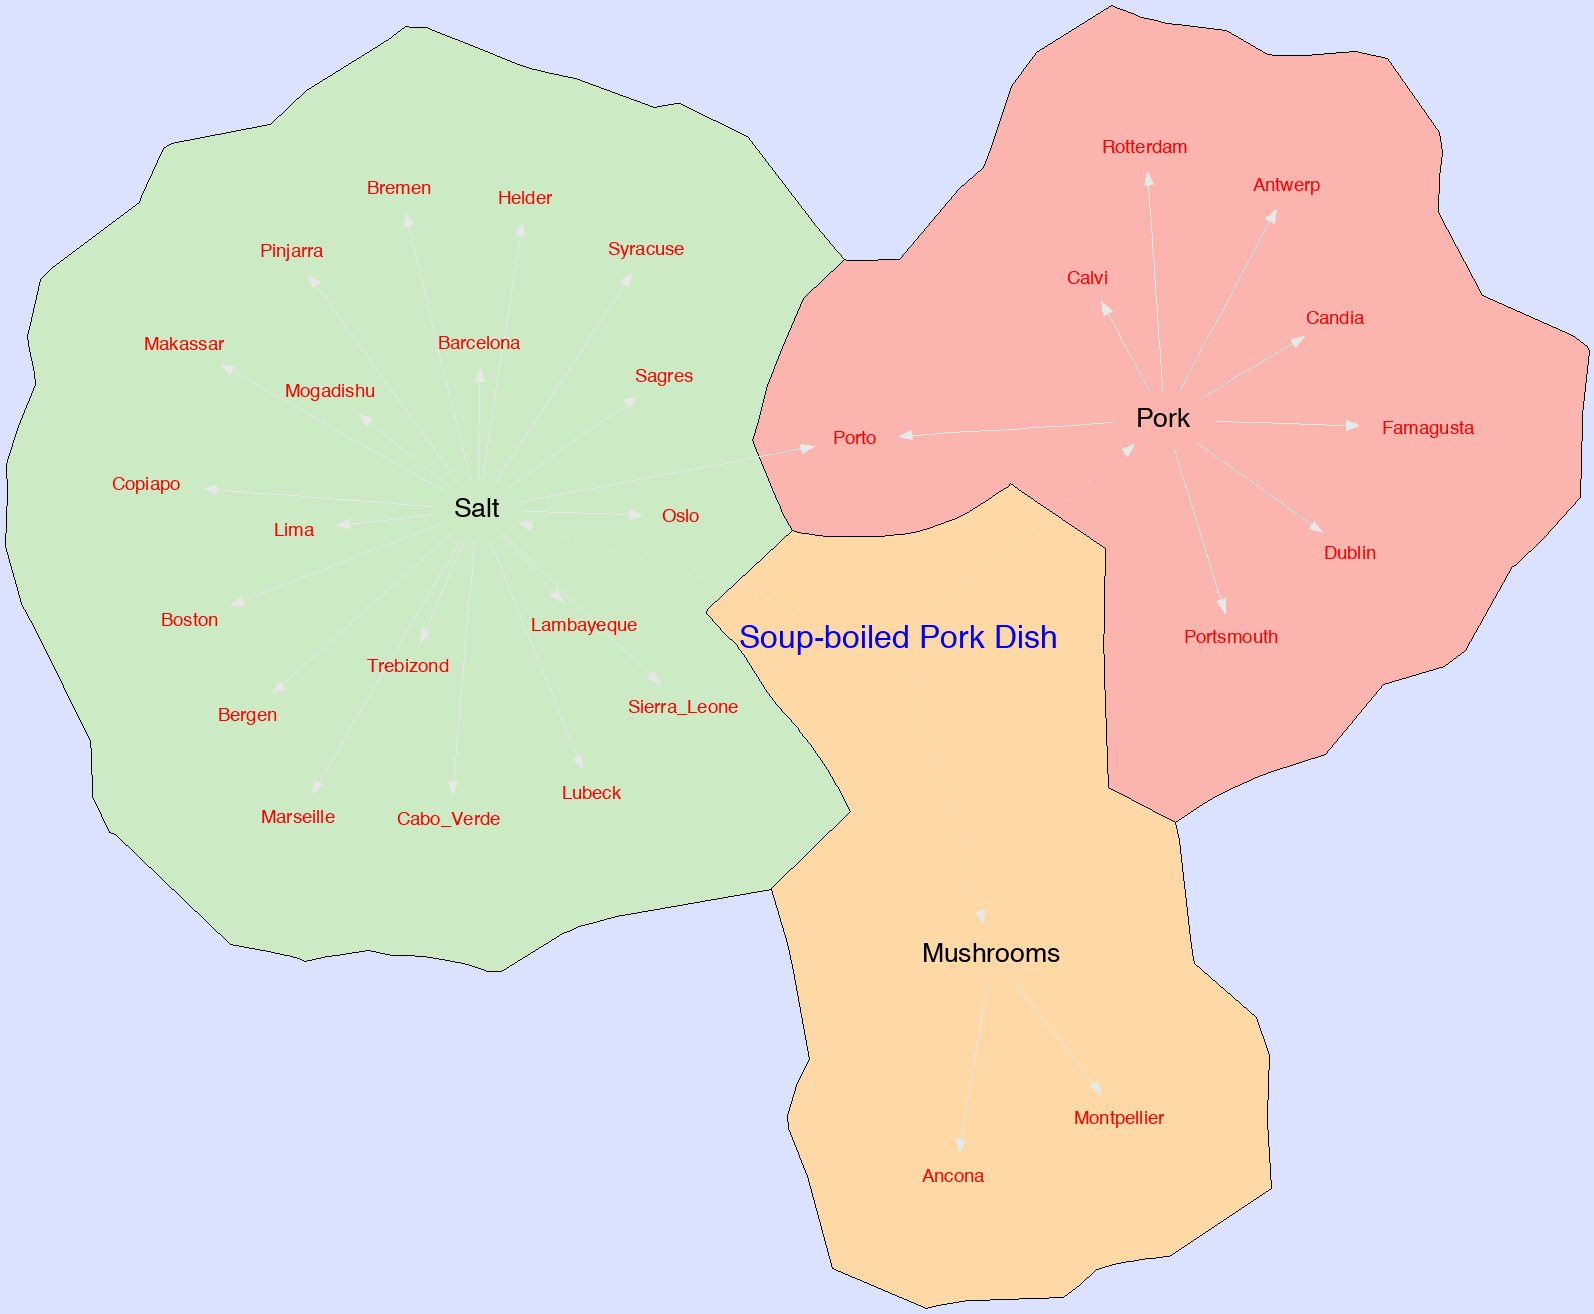 Rotterdam
Antwerp
Bremen
Helder
Pinjarra
Syracuse
Calvi
Candia
Makassar
Barcelona
Mogadishu
Sagres
Pork
Famagusta
Porto
Copiapo
Salt
Oslo
Lima
Dublin
Boston
Lambayeque
Soup-boiled Pork Dish
Portsmouth
Trebizond
Sierra_Leone
Bergen
Lubeck
Marseille
Cabo_Verde
Mushrooms
Montpellier
Ancona